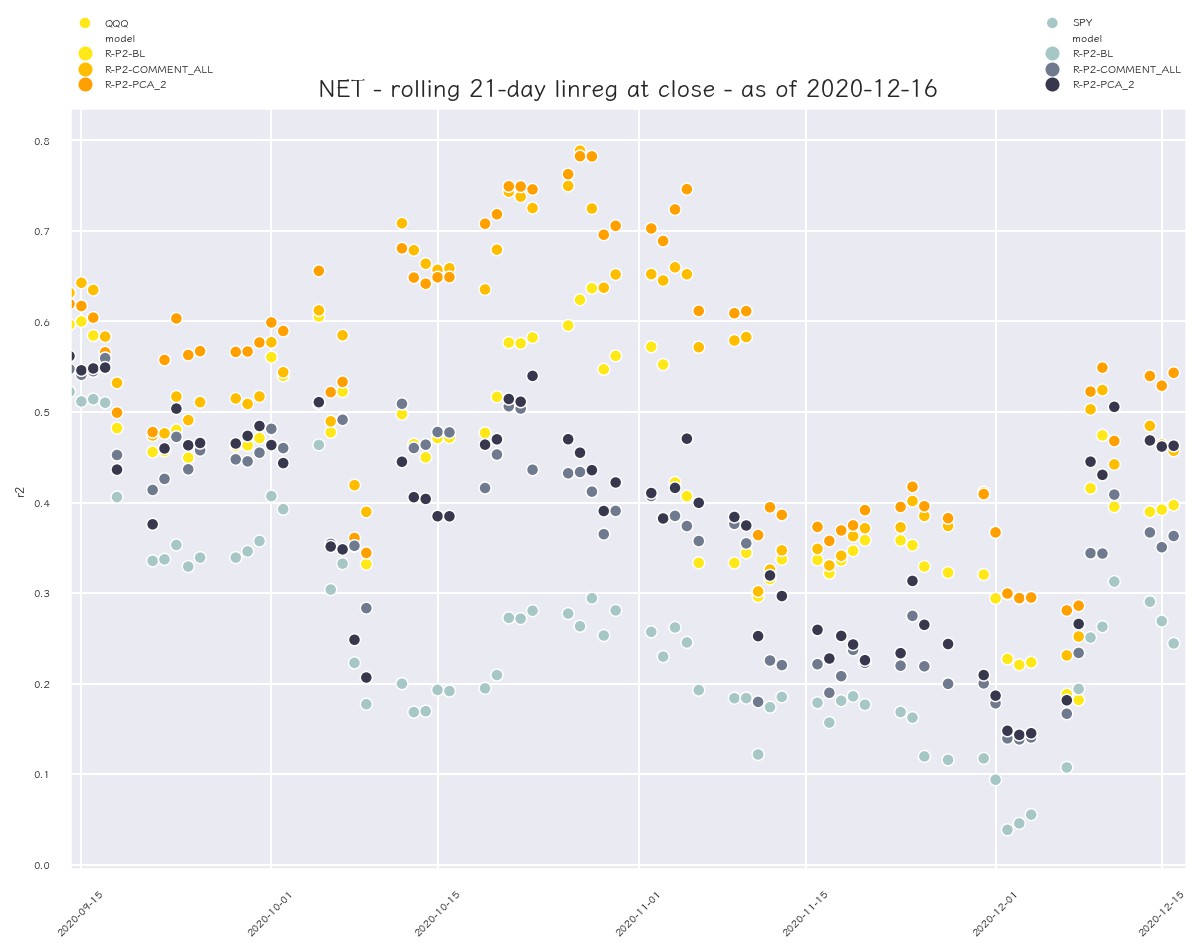 QQQ
model
R-P2-BL
R-P2-COMMENT_ALL
R-P2-PCA_2
SPY
model
R-P2-BL
R-P2-COMMENT_ALL
R-P2-PCA_2
NET - rolling 21-day linreg at close - as of 2020-12-16
r2
0.8
0.7
0.6
0.5
0.4
0.3
0.2
0.1
0.0
2020-09-15
2020-10-01
2020-10-15
2020-11-01
2020-11-15
2020-12-01
2020-12-15